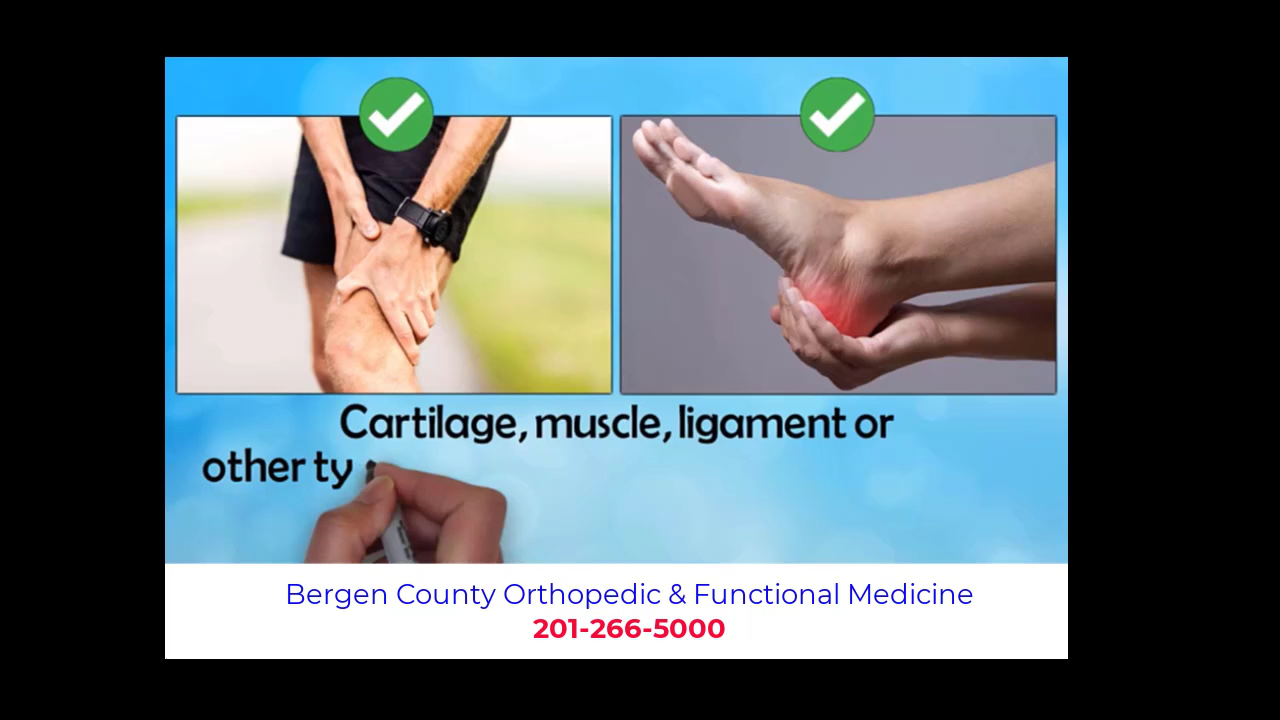 Cartilage, muscle, ligament or
other ty
Bergen County Orthopedic & Functional Medicine
201-266-5000